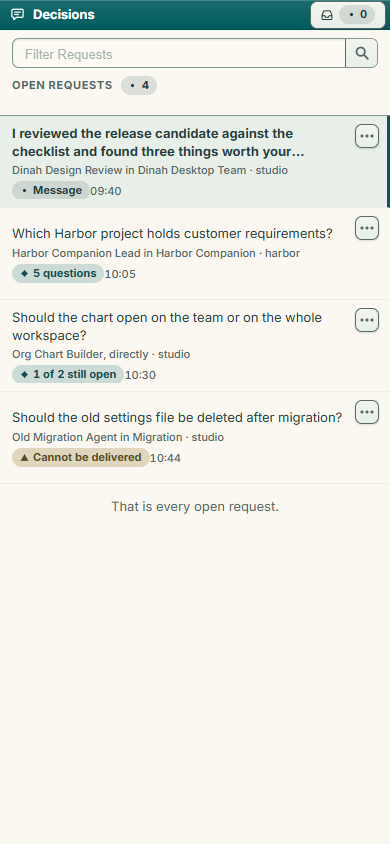 Decisions
• 0
Filter Requests
OPEN REQUESTS • 4
I reviewed the release candidate against the
checklist and found three things worth your...
Dinah Design Review in Dinah Desktop Team · studio
• Message 09:40
Which Harbor project holds customer requirements?
Harbor Companion Lead in Harbor Companion · harbor
◆ 5 questions 10:05
Should the chart open on the team or on the whole
workspace?
Org Chart Builder, directly · studio
◆ 1 of 2 still open 10:30
Should the old settings file be deleted after migration?
Old Migration Agent in Migration · studio
▲ Cannot be delivered 10:44
That is every open request.